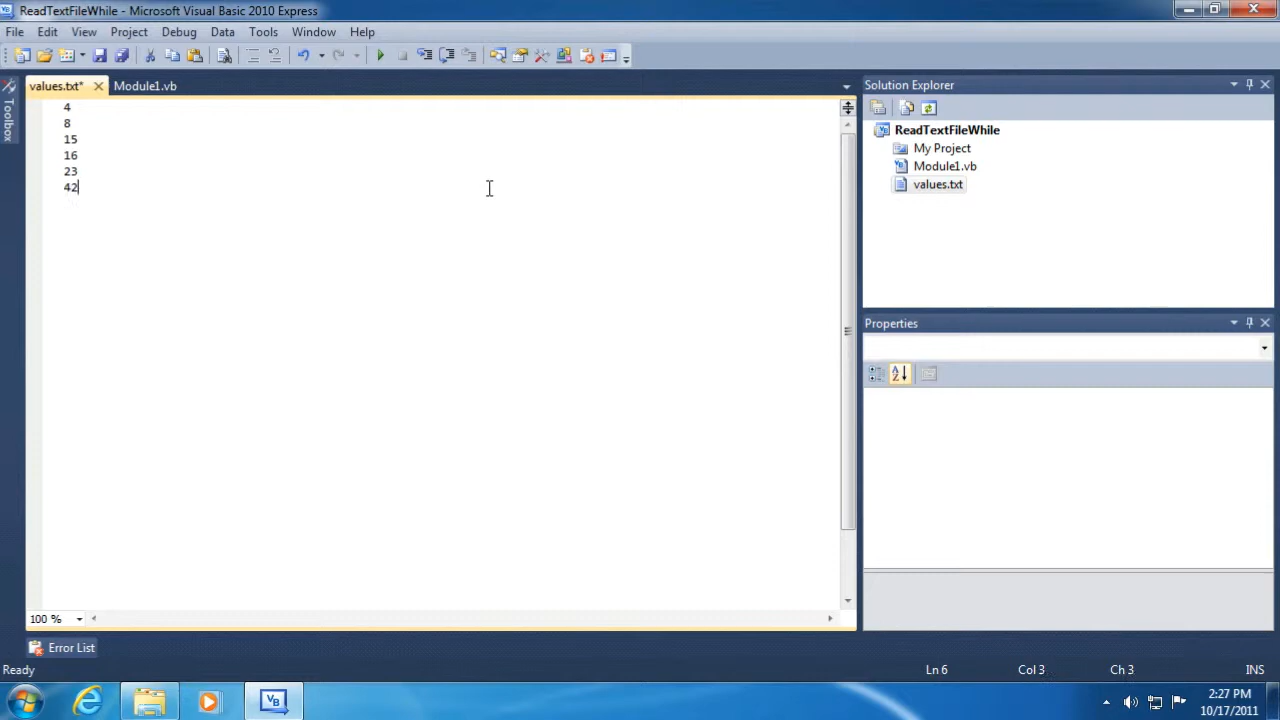 ReadTextFileWhile - Microsoft Visual Basic 2010 Express
File Edit View Project Debug Data Tools Window Help
values.txt* Module1.vb
4
8
15
16
23
42
Toolbox
Solution Explorer
ReadTextFileWhile
My Project
Module1.vb
values.txt
Properties
100 %
Error List
Ready Ln 6 Col 3 Ch 3 INS
2:27 PM
10/17/2011